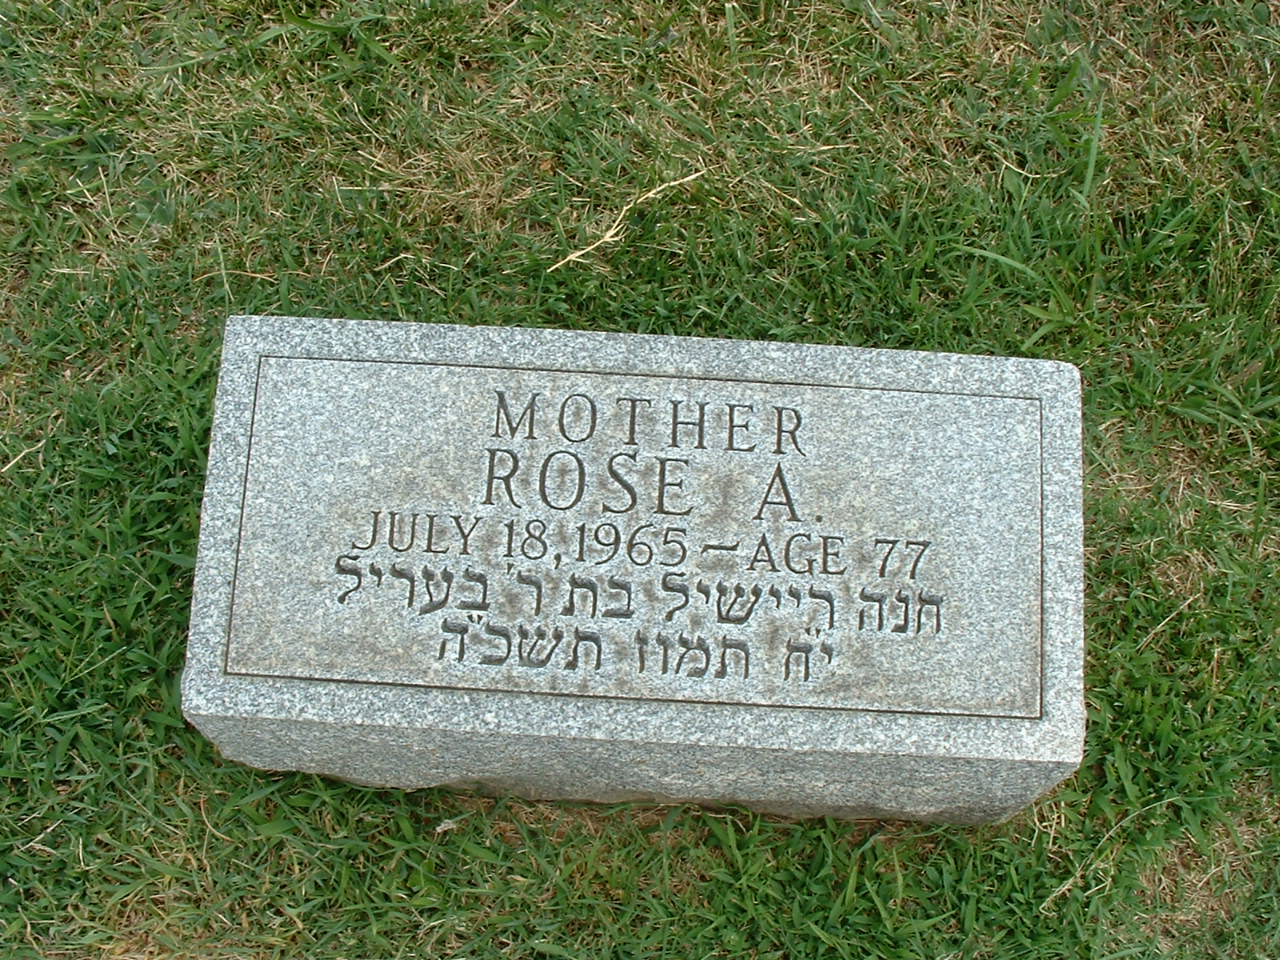 MOTHER
ROSE A.
JULY 18, 1965 – AGE 77
חנה ריישיל בת ר׳ בעריל
י״ח תמוז תשכ״ה